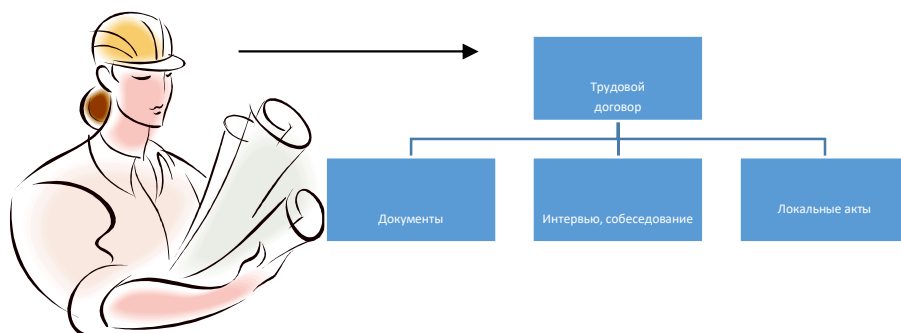 Трудовой
договор
Документы
Интервью, собеседование
Локальные акты